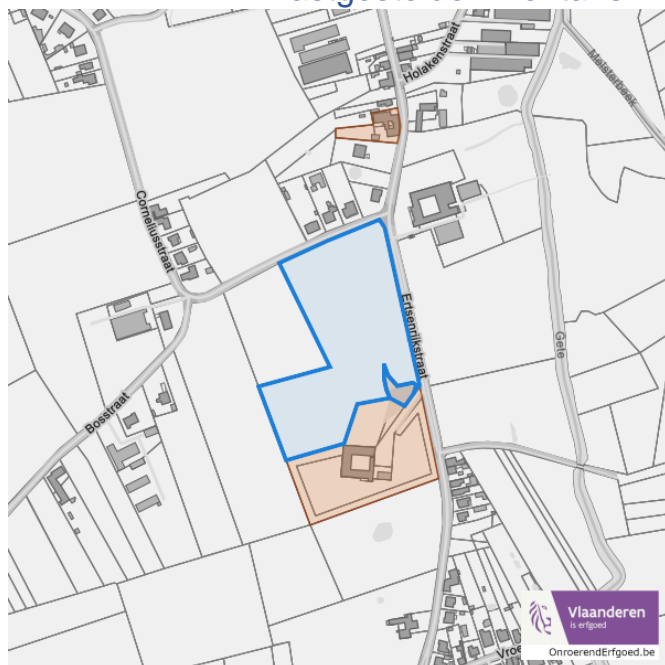 Holakenstraat
Meisterbeek
Corneliusstraat
Ertsenrijkstraat
Gete
Bosstraat
Vlaanderen
is erfgoed
OnroerendErfgoed.be